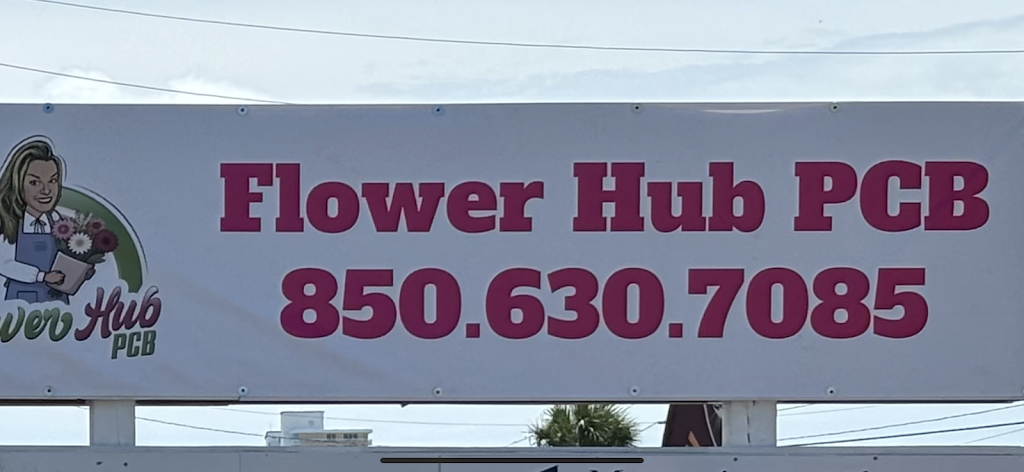 Flower Hub PCB
850.630.7085
wer Hub
PCB